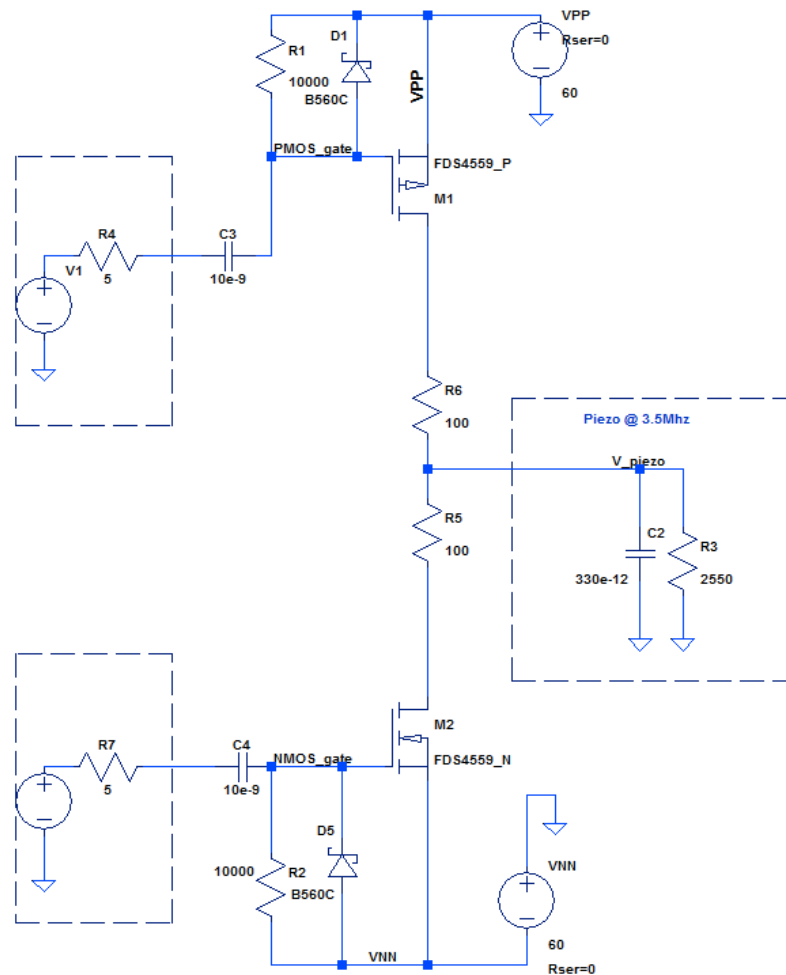 VPP
Rser=0
60
D1
R1
10000
B560C
VPP
PMOS_gate
FDS4559_P
M1
R4
V1
5
C3
10e-9
R6
100
Piezo @ 3.5Mhz
V_piezo
R5
100
C2
R3
330e-12
2550
M2
FDS4559_N
R7
5
C4
10e-9
NMOS_gate
D5
10000
R2
B560C
VNN
VNN
60
Rser=0